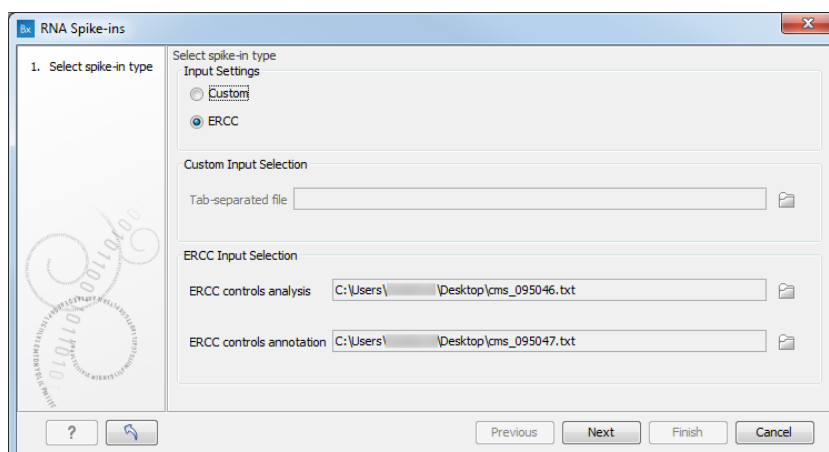 Bx RNA Spike-ins
1. Select spike-in type
Select spike-in type
Input Settings
Custom
ERCC
Custom Input Selection
Tab-separated file
ERCC Input Selection
ERCC controls analysis C:\Users\ \Desktop\cms_095046.txt
ERCC controls annotation C:\Users\ \Desktop\cms_095047.txt
? Previous Next Finish Cancel